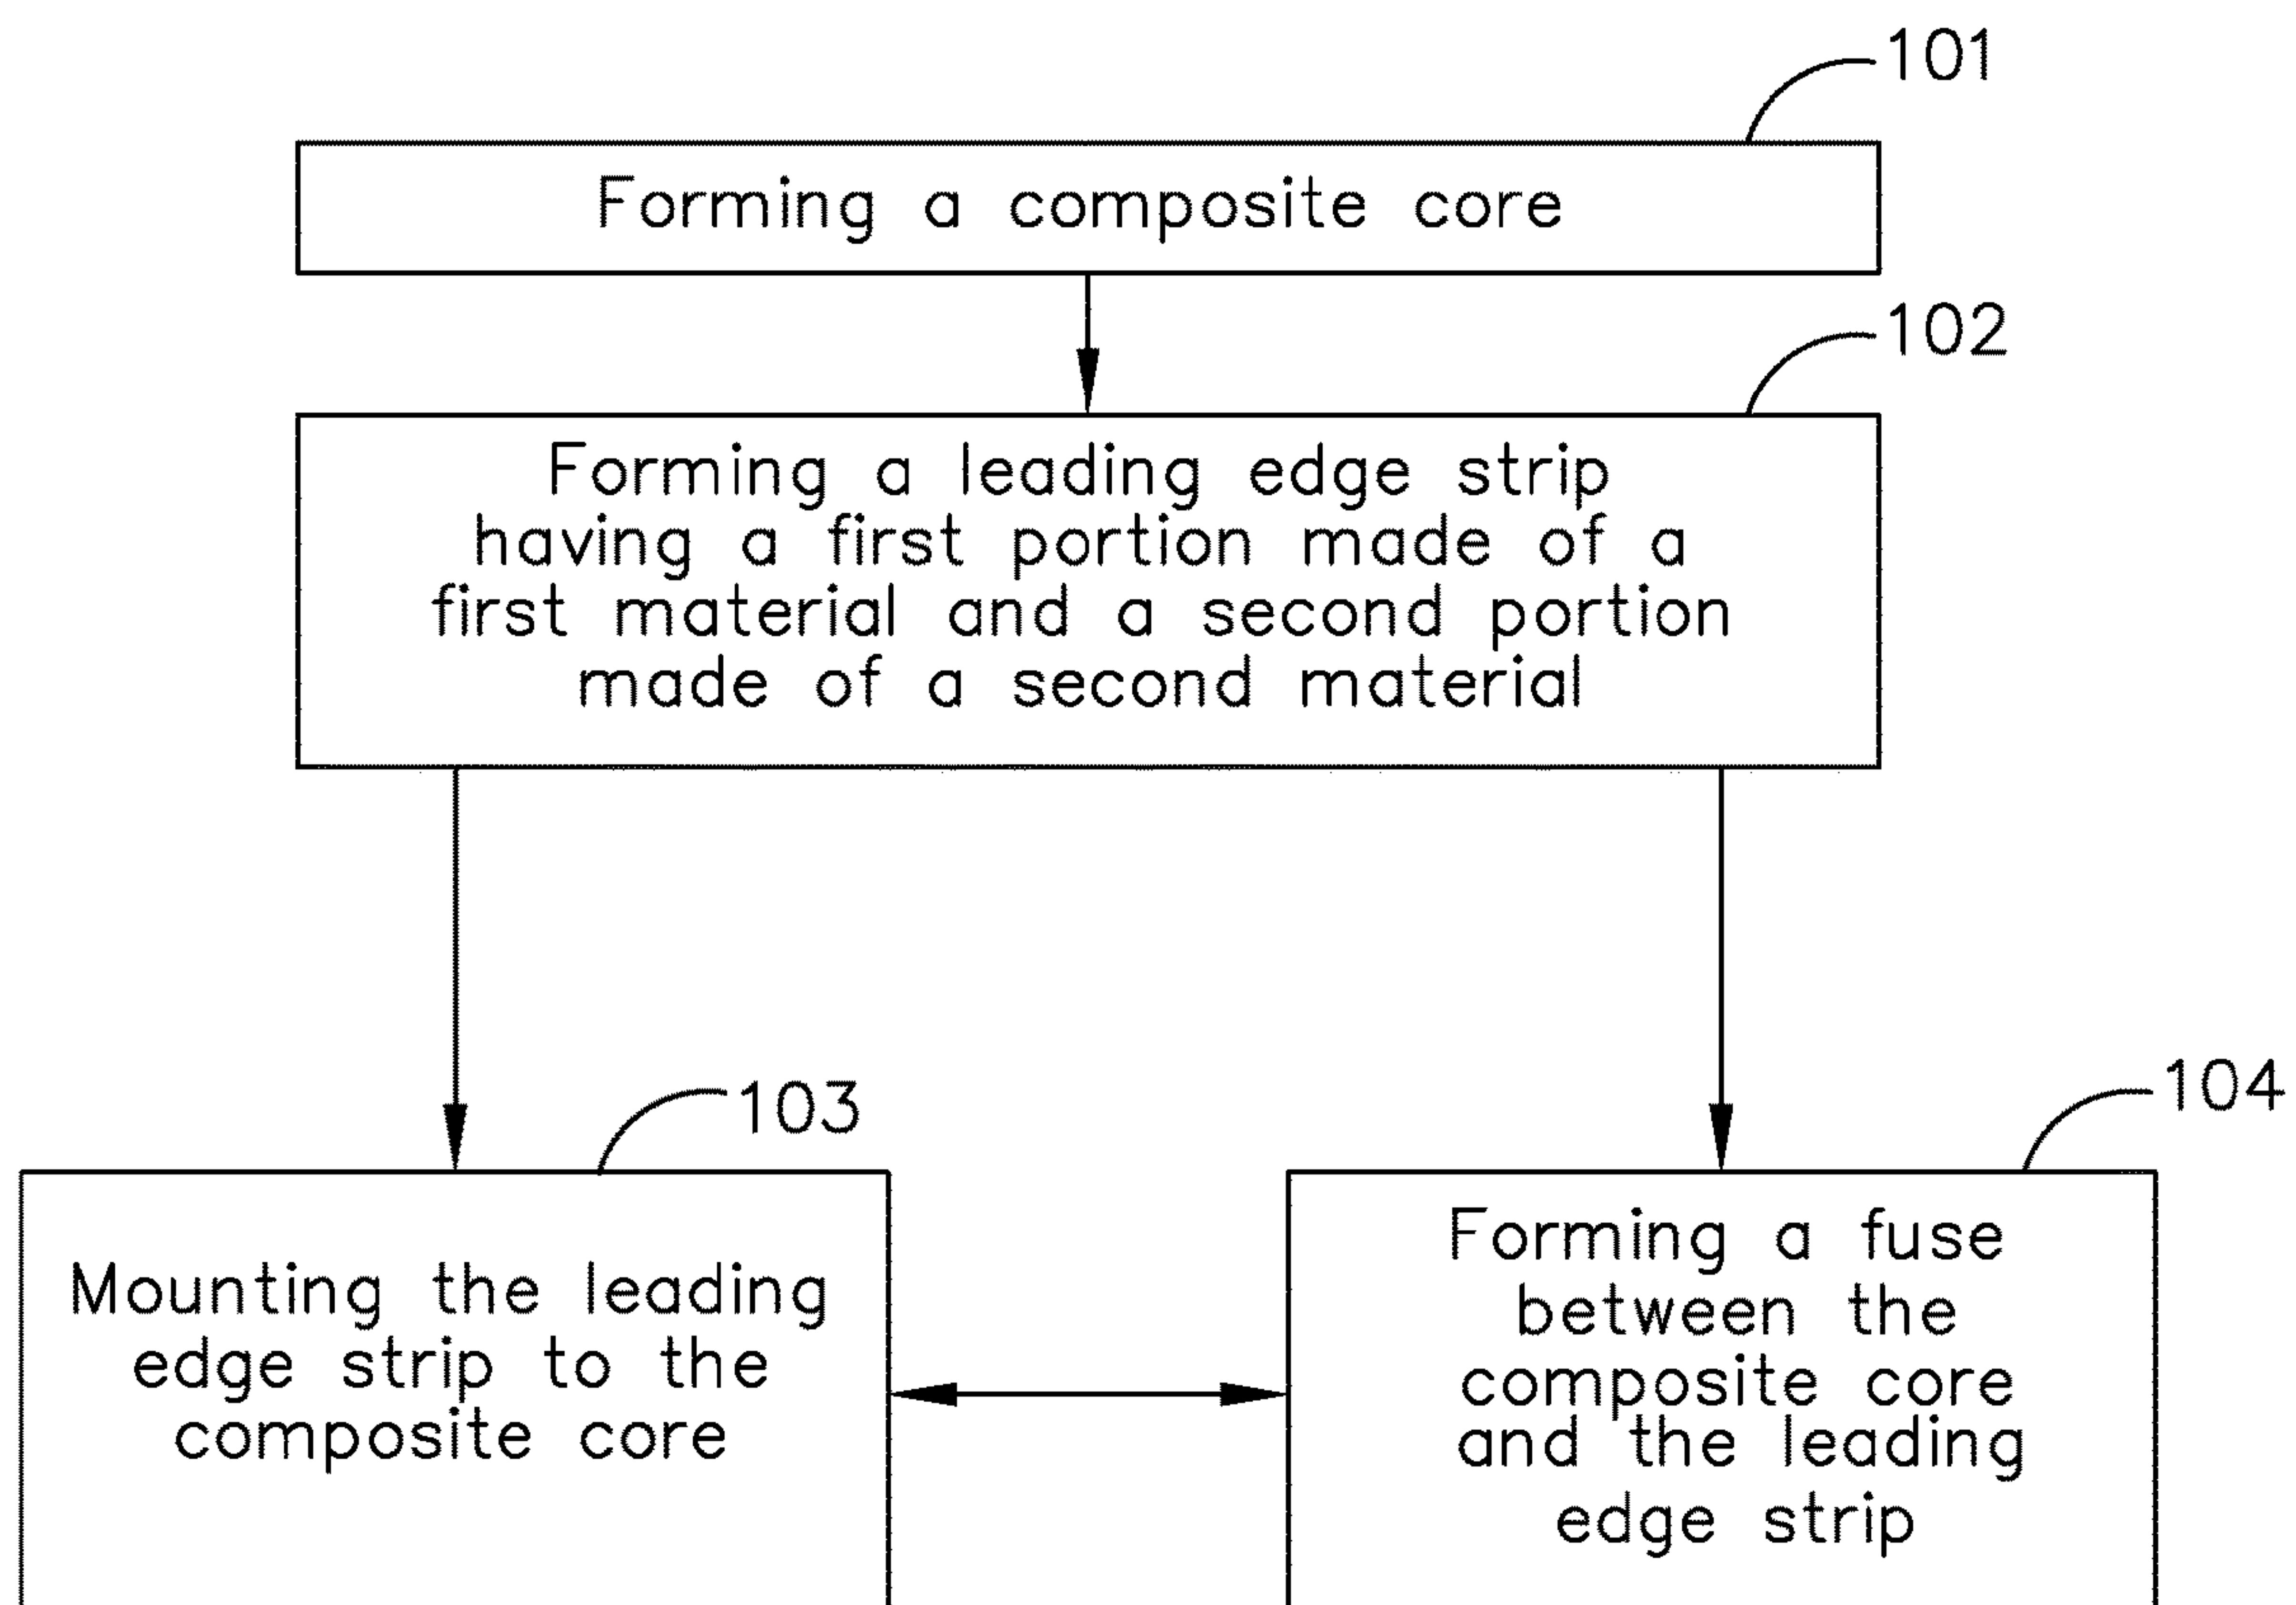 101
Forming a composite core
102
Forming a leading edge strip
having a first portion made of a
first material and a second portion
made of a second material
103
Mounting the leading
edge strip to the
composite core
104
Forming a fuse
between the
composite core
and the leading
edge strip